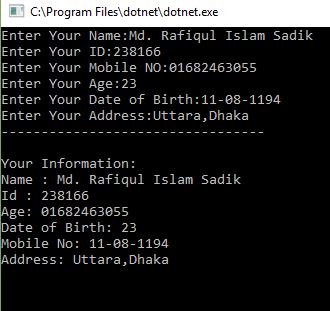 C:\Program Files\dotnet\dotnet.exe
Enter Your Name:Md. Rafiqul Islam Sadik
Enter Your ID:238166
Enter Your Mobile NO:01682463055
Enter Your Age:23
Enter Your Date of Birth:11-08-1194
Enter Your Address:Uttara,Dhaka
---------------------------------
Your Information:
Name : Md. Rafiqul Islam Sadik
Id : 238166
Age: 01682463055
Date of Birth: 23
Mobile No: 11-08-1194
Address: Uttara,Dhaka